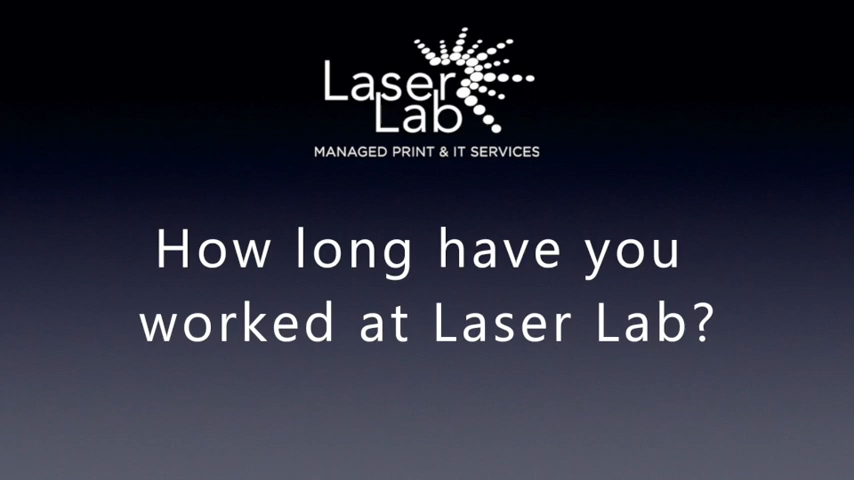 Laser
Lab
MANAGED PRINT & IT SERVICES
How long have you
worked at Laser Lab?